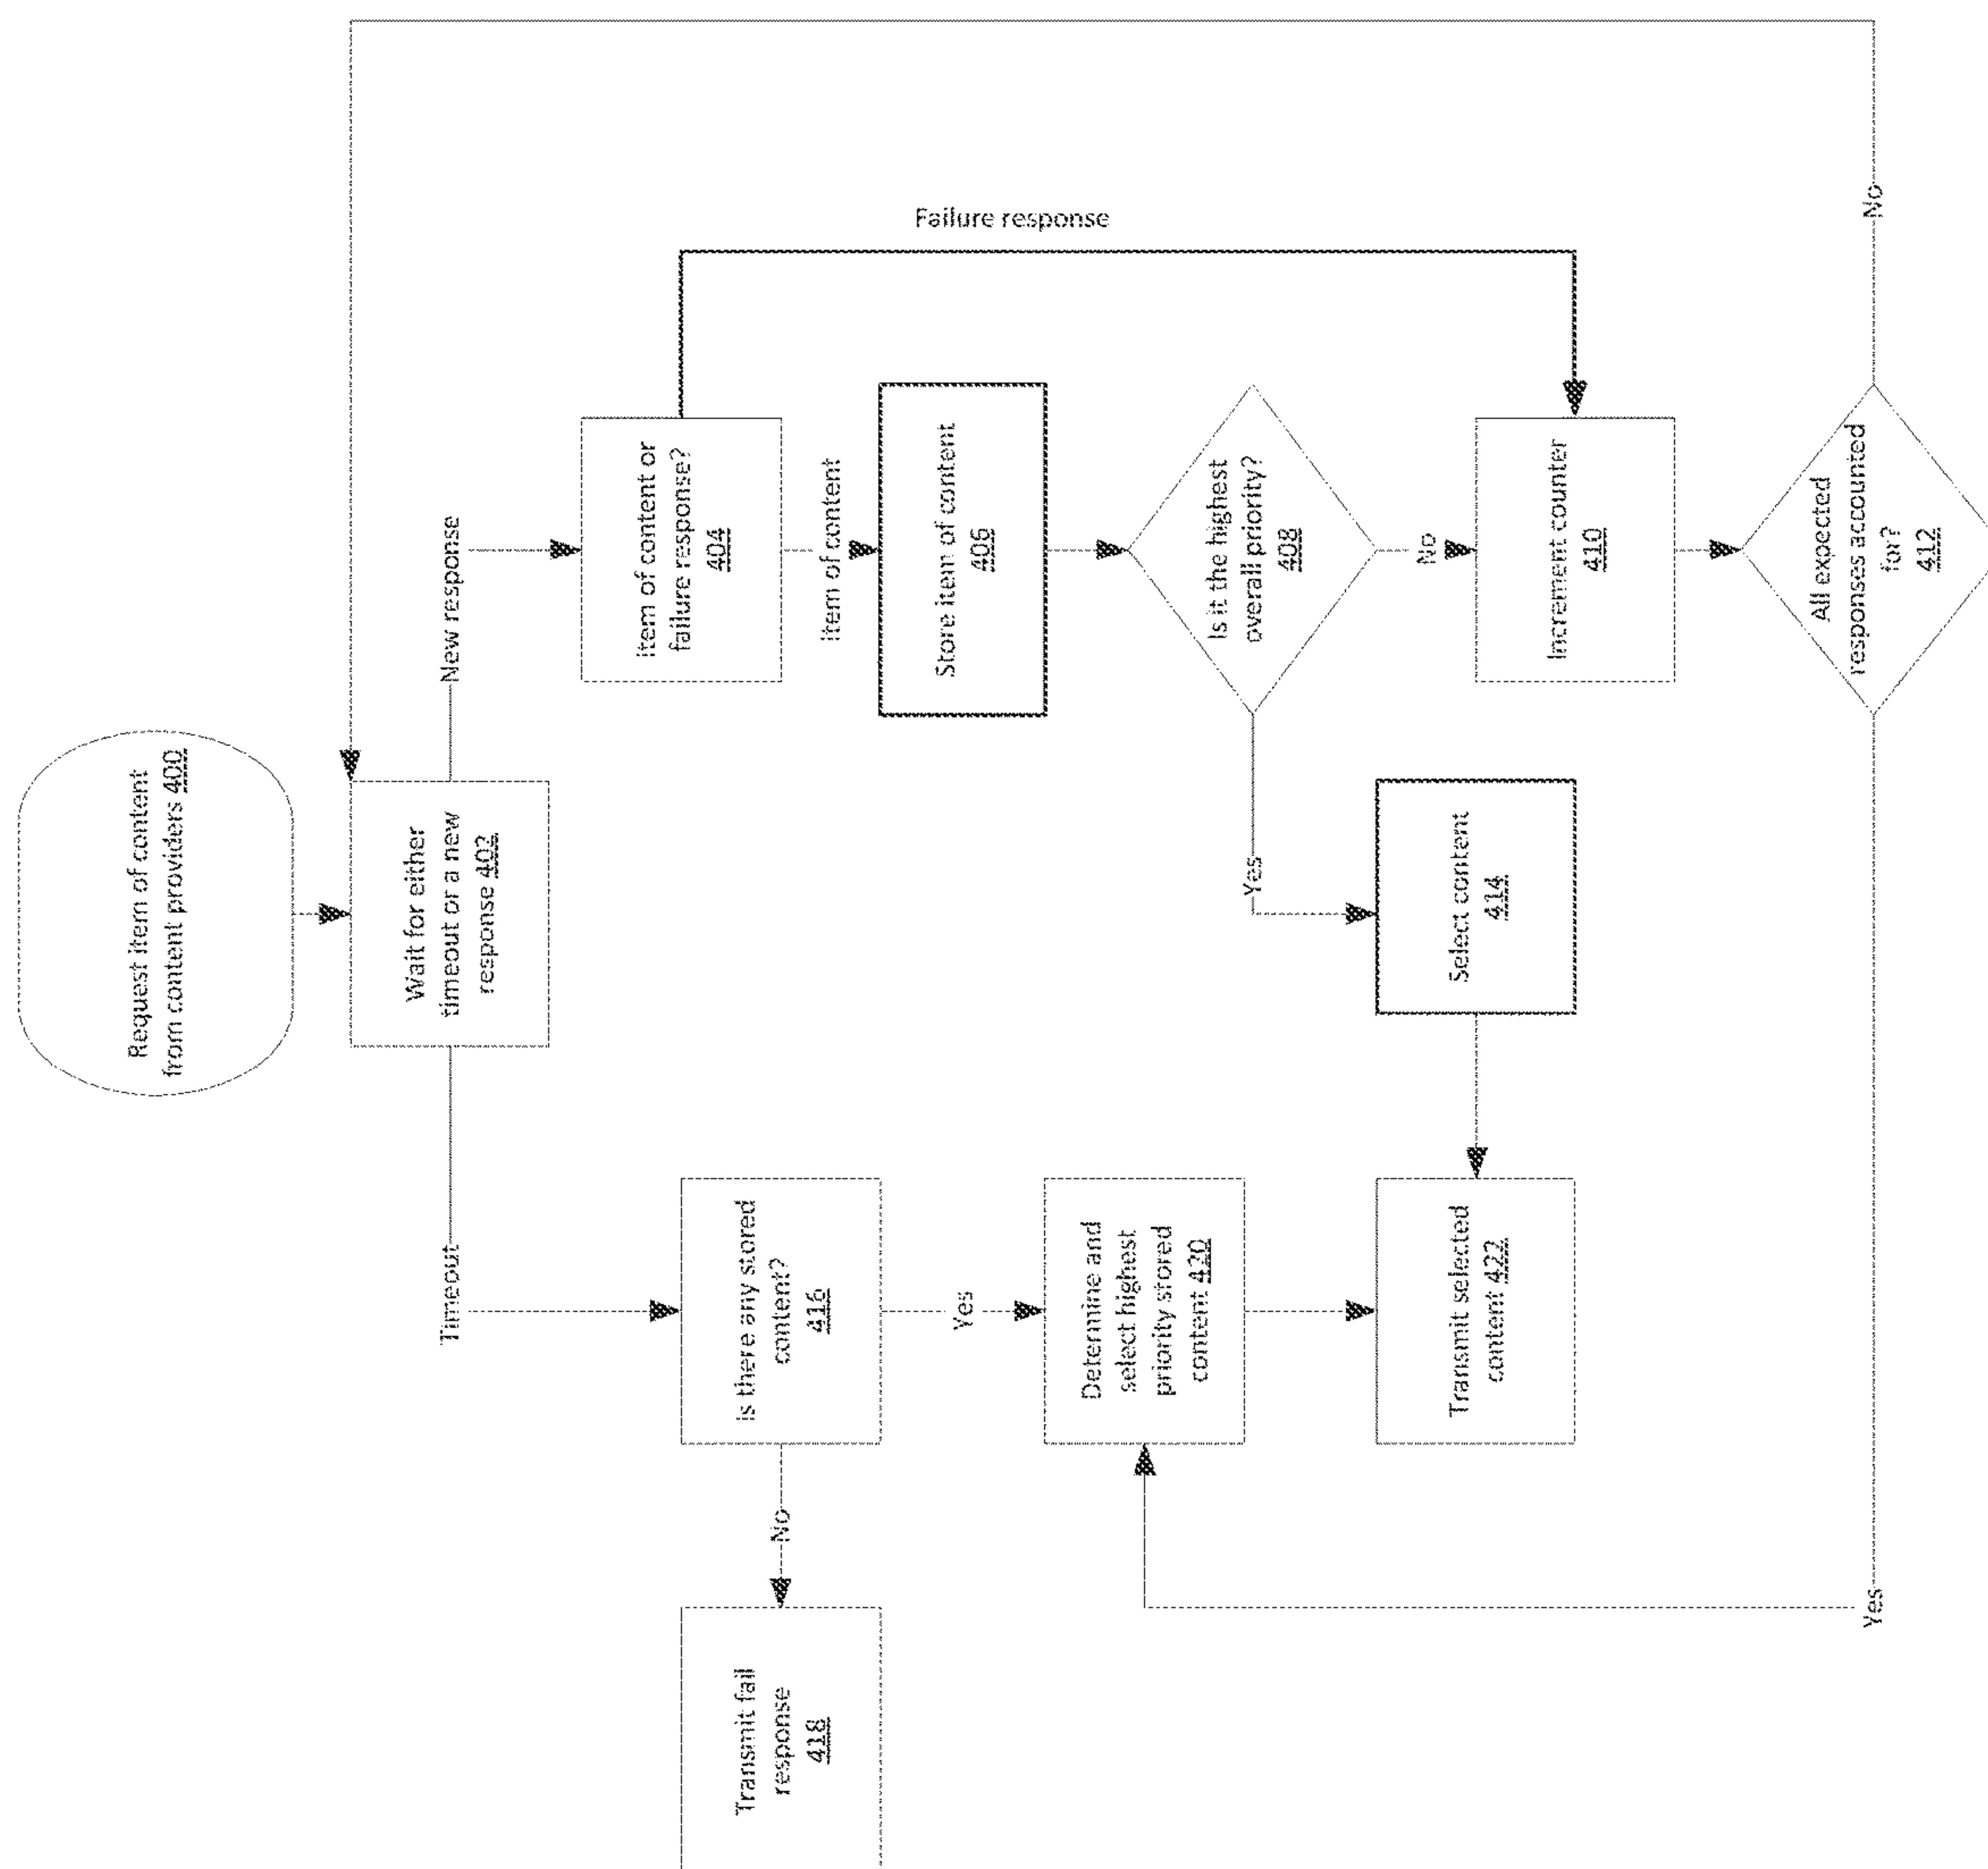 Request item of content
from content providers 400
Wait for either
timeout or a new
response 402
New response
Timeout
Item of content or
failure response?
404
Failure response
Item of content
Store item of content
406
Is it the highest
overall priority?
408
No
Yes
Increment counter
410
All expected
responses accounted
for?
412
No
Yes
Select content
414
Is there any stored
content?
416
No
Yes
Transmit fail
response
418
Determine and
select highest
priority stored
content 420
Transmit selected
content 422